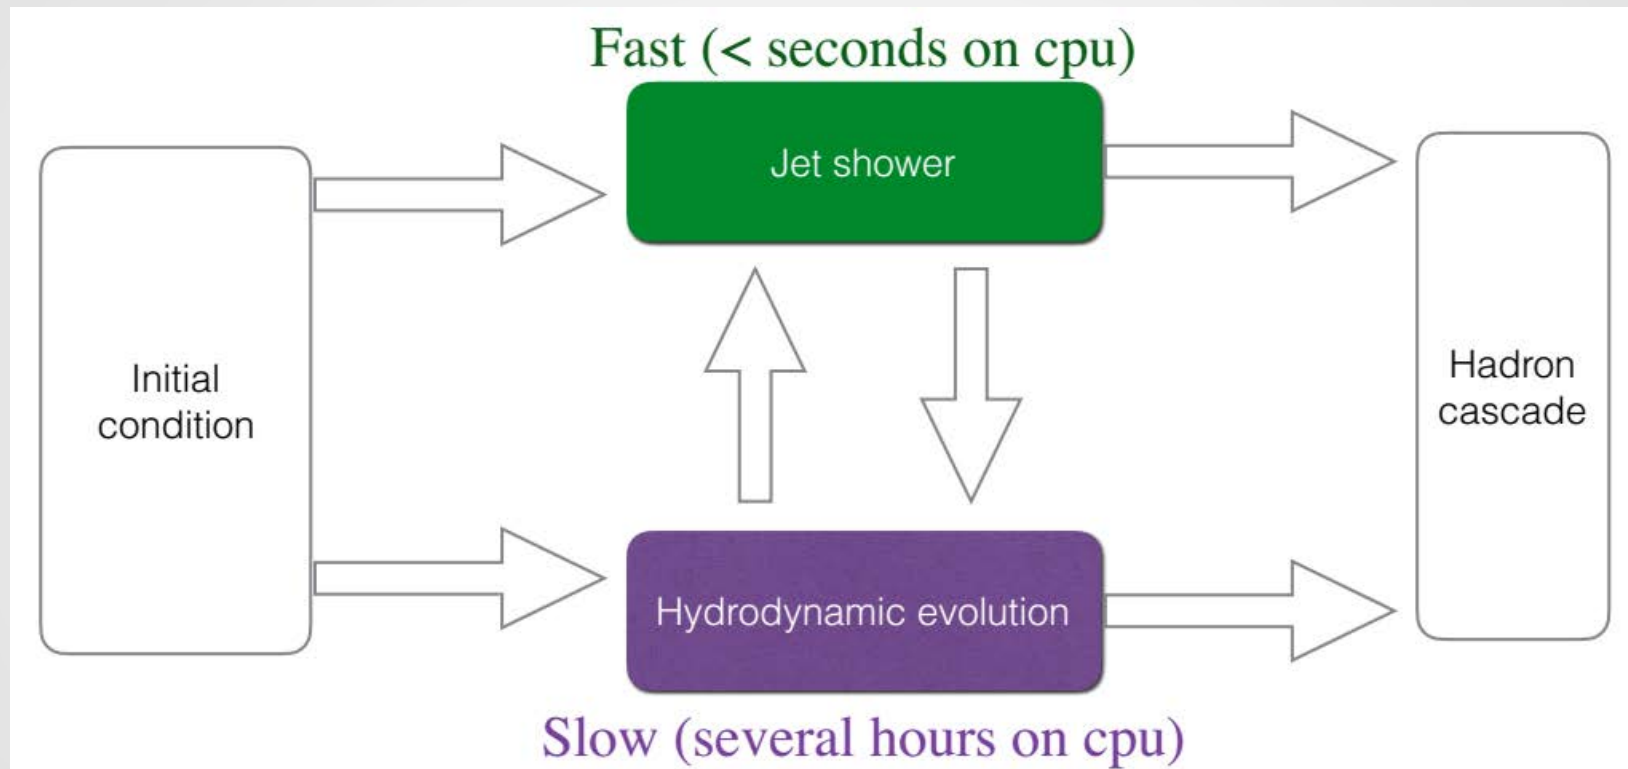 Fast (< seconds on cpu)
Jet shower
Initial
condition
Hadron
cascade
Hydrodynamic evolution
Slow (several hours on cpu)